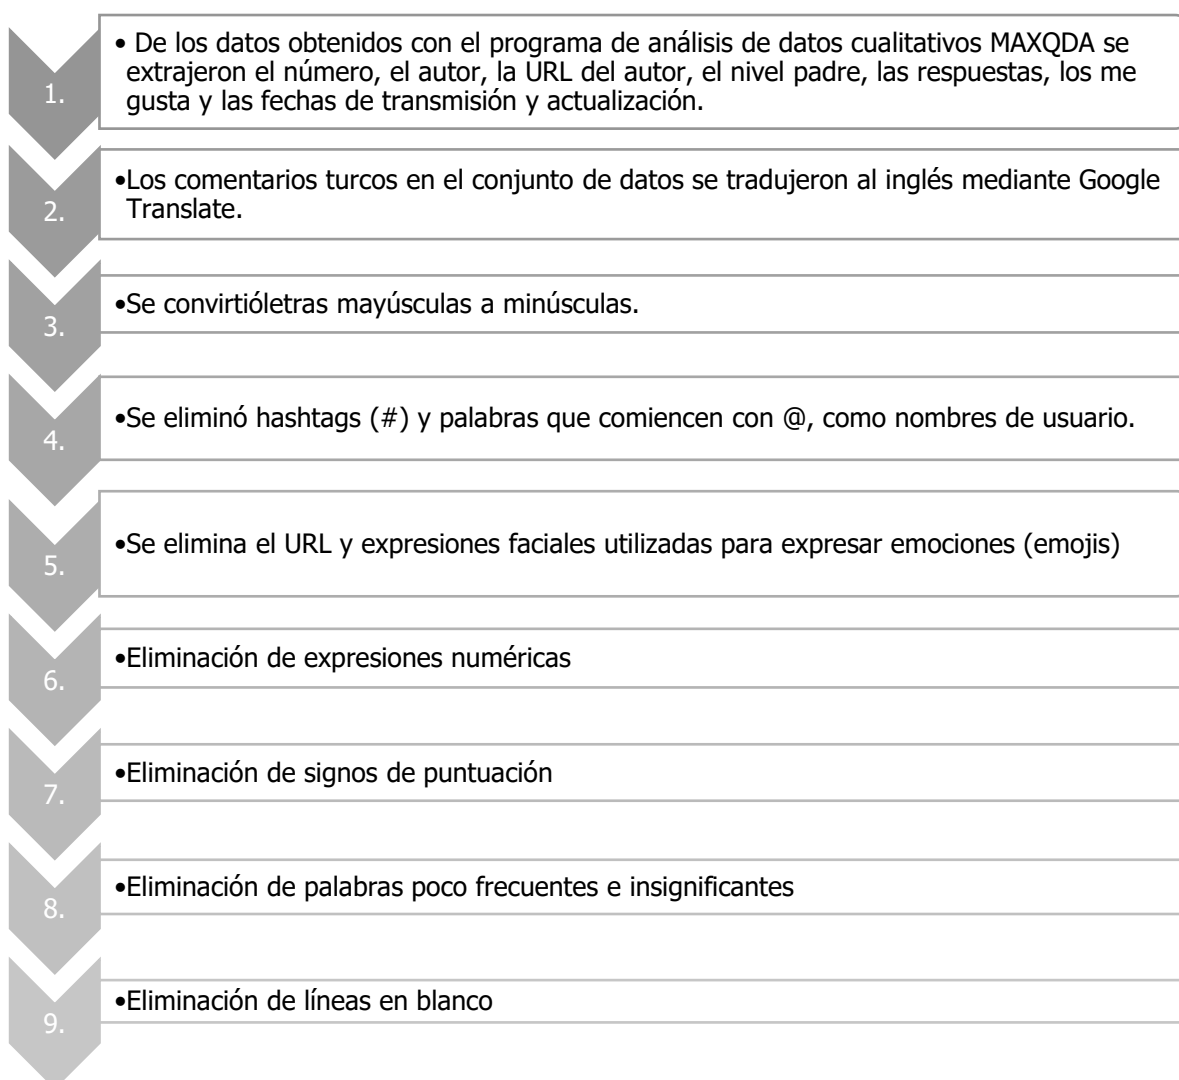 1.
• De los datos obtenidos con el programa de análisis de datos cualitativos MAXQDA se
extrajeron el número, el autor, la URL del autor, el nivel padre, las respuestas, los me
gusta y las fechas de transmisión y actualización.
2.
•Los comentarios turcos en el conjunto de datos se tradujeron al inglés mediante Google
Translate.
3.
•Se convirtióletras mayúsculas a minúsculas.
4.
•Se eliminó hashtags (#) y palabras que comiencen con @, como nombres de usuario.
5.
•Se elimina el URL y expresiones faciales utilizadas para expresar emociones (emojis)
6.
•Eliminación de expresiones numéricas
7.
•Eliminación de signos de puntuación
8.
•Eliminación de palabras poco frecuentes e insignificantes
9.
•Eliminación de líneas en blanco